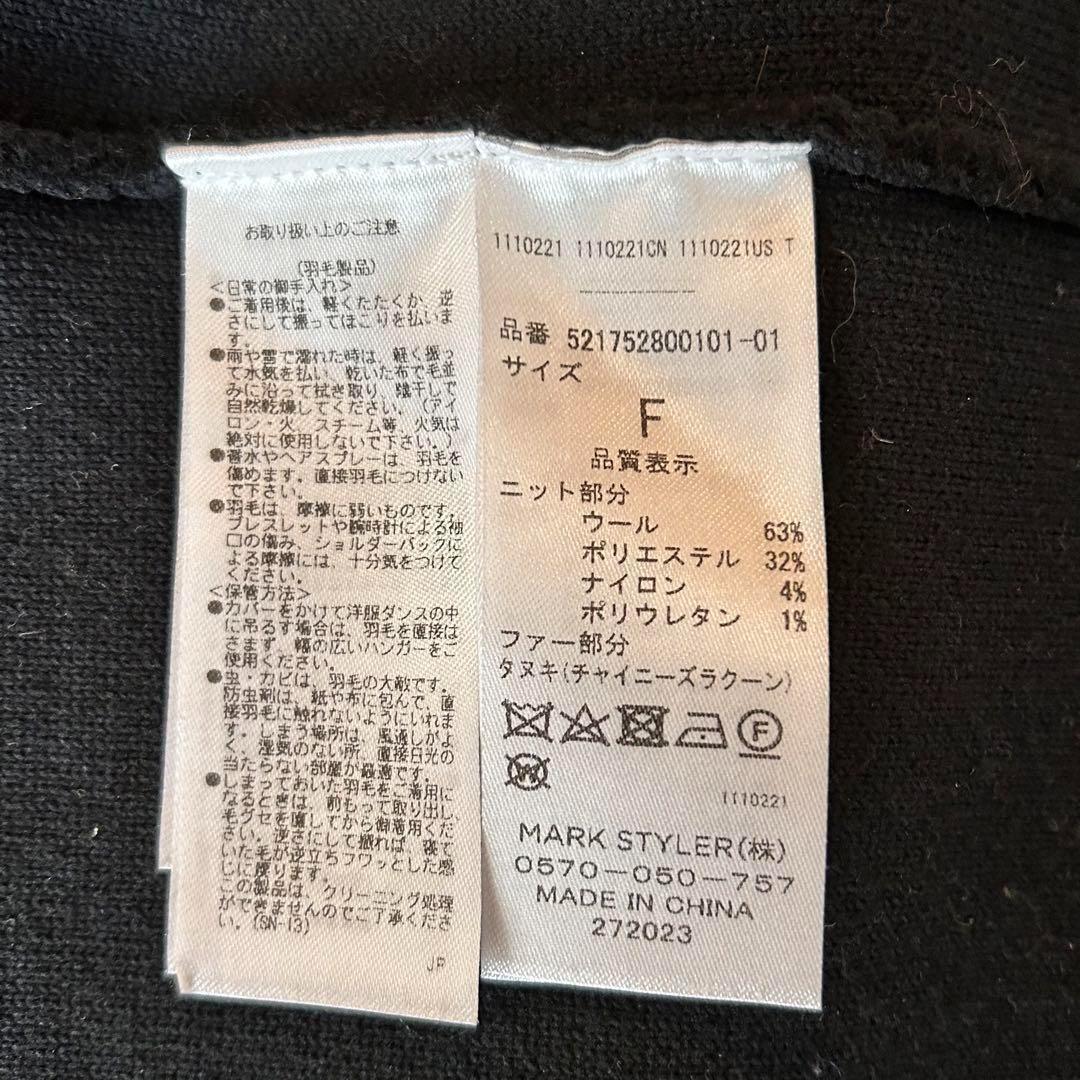 お取り扱い上のご注意
(羽毛製品)
<日常の御手入れ>
●ご着用後は、軽くたたくか、逆
さにして振ってほこりを払いま
す。
●雨や雪で濡れた時は、軽く振っ
て水気を払い、乾いた布で毛並
みに沿って拭き取り、陰干しで
自然乾燥してください。(アイ
ロン・火、スチーム等、火気は
絶対に使用しないで下さい。)
●香水やヘアスプレーは、羽毛を
傷めます。直接羽毛につけない
で下さい。
●羽毛は、摩擦に弱いものです。
ブレスレットや腕時計による袖
口の傷み、ショルダーバックに
よる摩擦には、十分気をつけて
ください。
<保管方法>
●カバーをかけて洋服ダンスの中
に吊るす場合は、羽毛を直接は
さまず、幅の広いハンガーをご
使用ください。
●虫・カビは、羽毛の大敵です。
防虫剤は、紙や布に包んで、直
接羽毛に触れないようにいれま
す。しまう場所は、風通しがよ
く、湿気のない所、直接日光の
当たらない部屋が最適です。
●しまっておいた羽毛をご着用に
なるときは、前もって取り出し、
毛グセを直してから御着用くだ
さい。逆さにして撤れば、寝て
いた毛が逆立ちフワッとした感
じに戻ります。
この製品は、クリーニング処理
ができませんのでご了承くださ
い。(SN-13)
JP
1110221 1110221CN 1110221US T
品番 521752800101-01
サイズ
F
品質表示
ニット部分
ウール 63%
ポリエステル 32%
ナイロン 4%
ポリウレタン 1%
ファー部分
タヌキ(チャイニーズラクーン)
F
W
1110221
MARK STYLER(株)
0570-050-757
MADE IN CHINA
272023